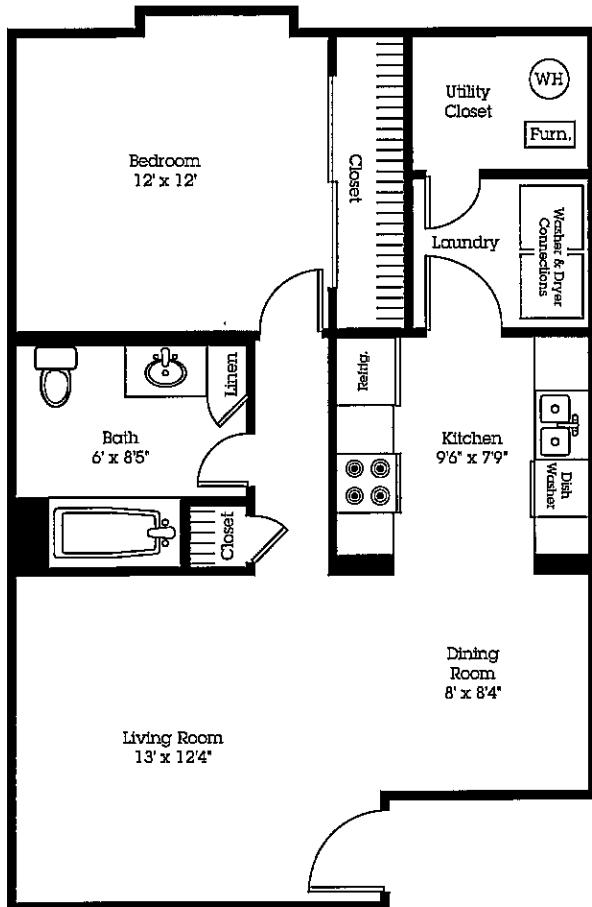 WH
Utility
Closet
Furn.
Bedroom
12' x 12'
Closet
Washer & Dryer
Connections
Laundry
Linen
Refrig.
Bath
6' x 8'5"
Kitchen
9'6" x 7'9"
Dish
Washer
Closet
Dining
Room
8' x 8'4"
Living Room
13' x 12'4"